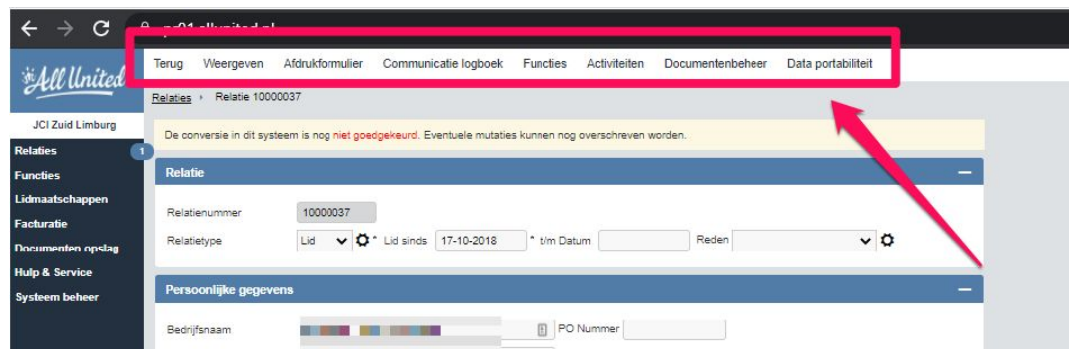 Terug Weergeven Afdrukformulier Communicatie logboek Functies Activiteiten Documentenbeheer Data portabiliteit
All United
Relaties › Relatie 10000037
JCI Zuid Limburg
De conversie in dit systeem is nog niet goedgekeurd. Eventuele mutaties kunnen nog overschreven worden.
Relaties 1
Functies
Lidmaatschappen
Facturatie
Documenten opslag
Hulp & Service
Systeem beheer
Relatie
Relatienummer 10000037
Relatietype Lid * Lid sinds 17-10-2018 * t/m Datum Reden
Persoonlijke gegevens
Bedrijfsnaam PO Nummer